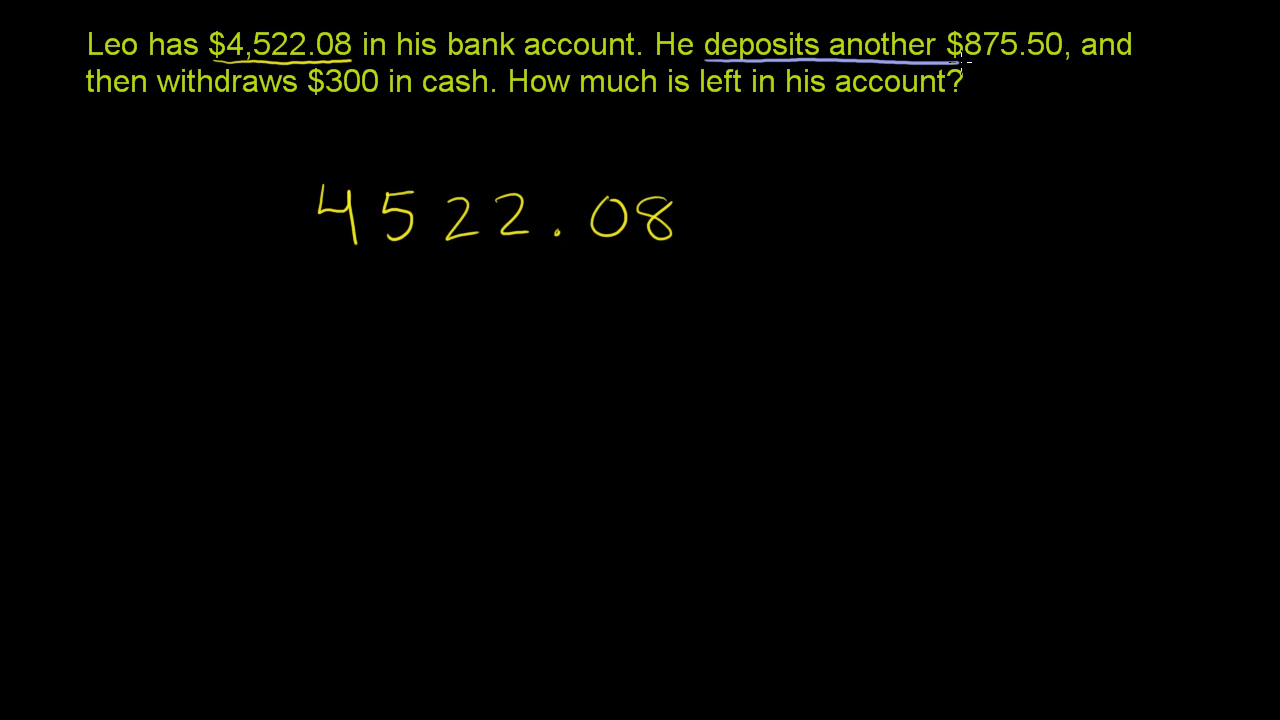 Leo has $4,522.08 in his bank account. He deposits another $875.50, and
then withdraws $300 in cash. How much is left in his account?
4522.08